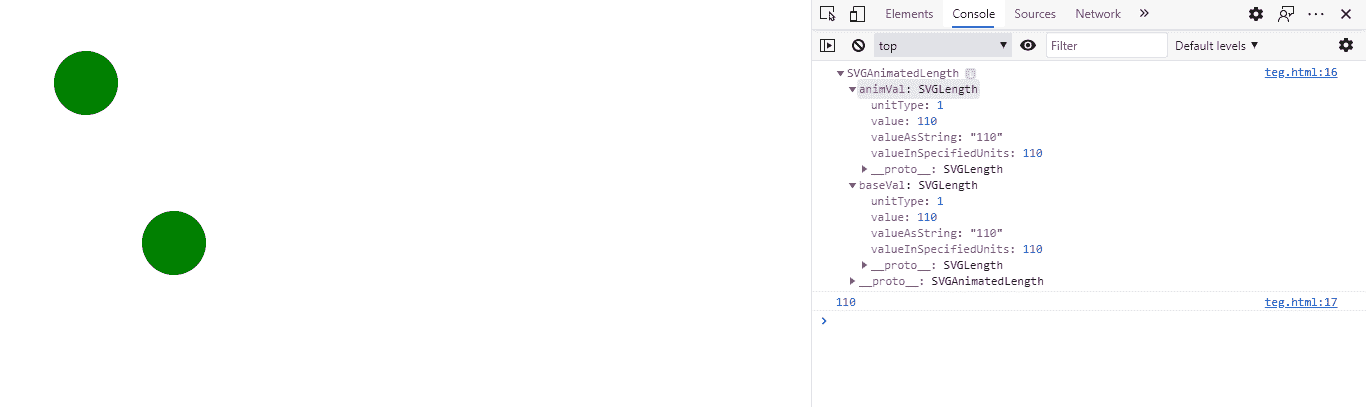 Elements Console Sources Network
top Filter Default levels
SVGAnimatedLength teg.html:16
animVal: SVGLength
unitType: 1
value: 110
valueAsString: "110"
valueInSpecifiedUnits: 110
__proto__: SVGLength
baseVal: SVGLength
unitType: 1
value: 110
valueAsString: "110"
valueInSpecifiedUnits: 110
__proto__: SVGLength
__proto__: SVGAnimatedLength
110 teg.html:17